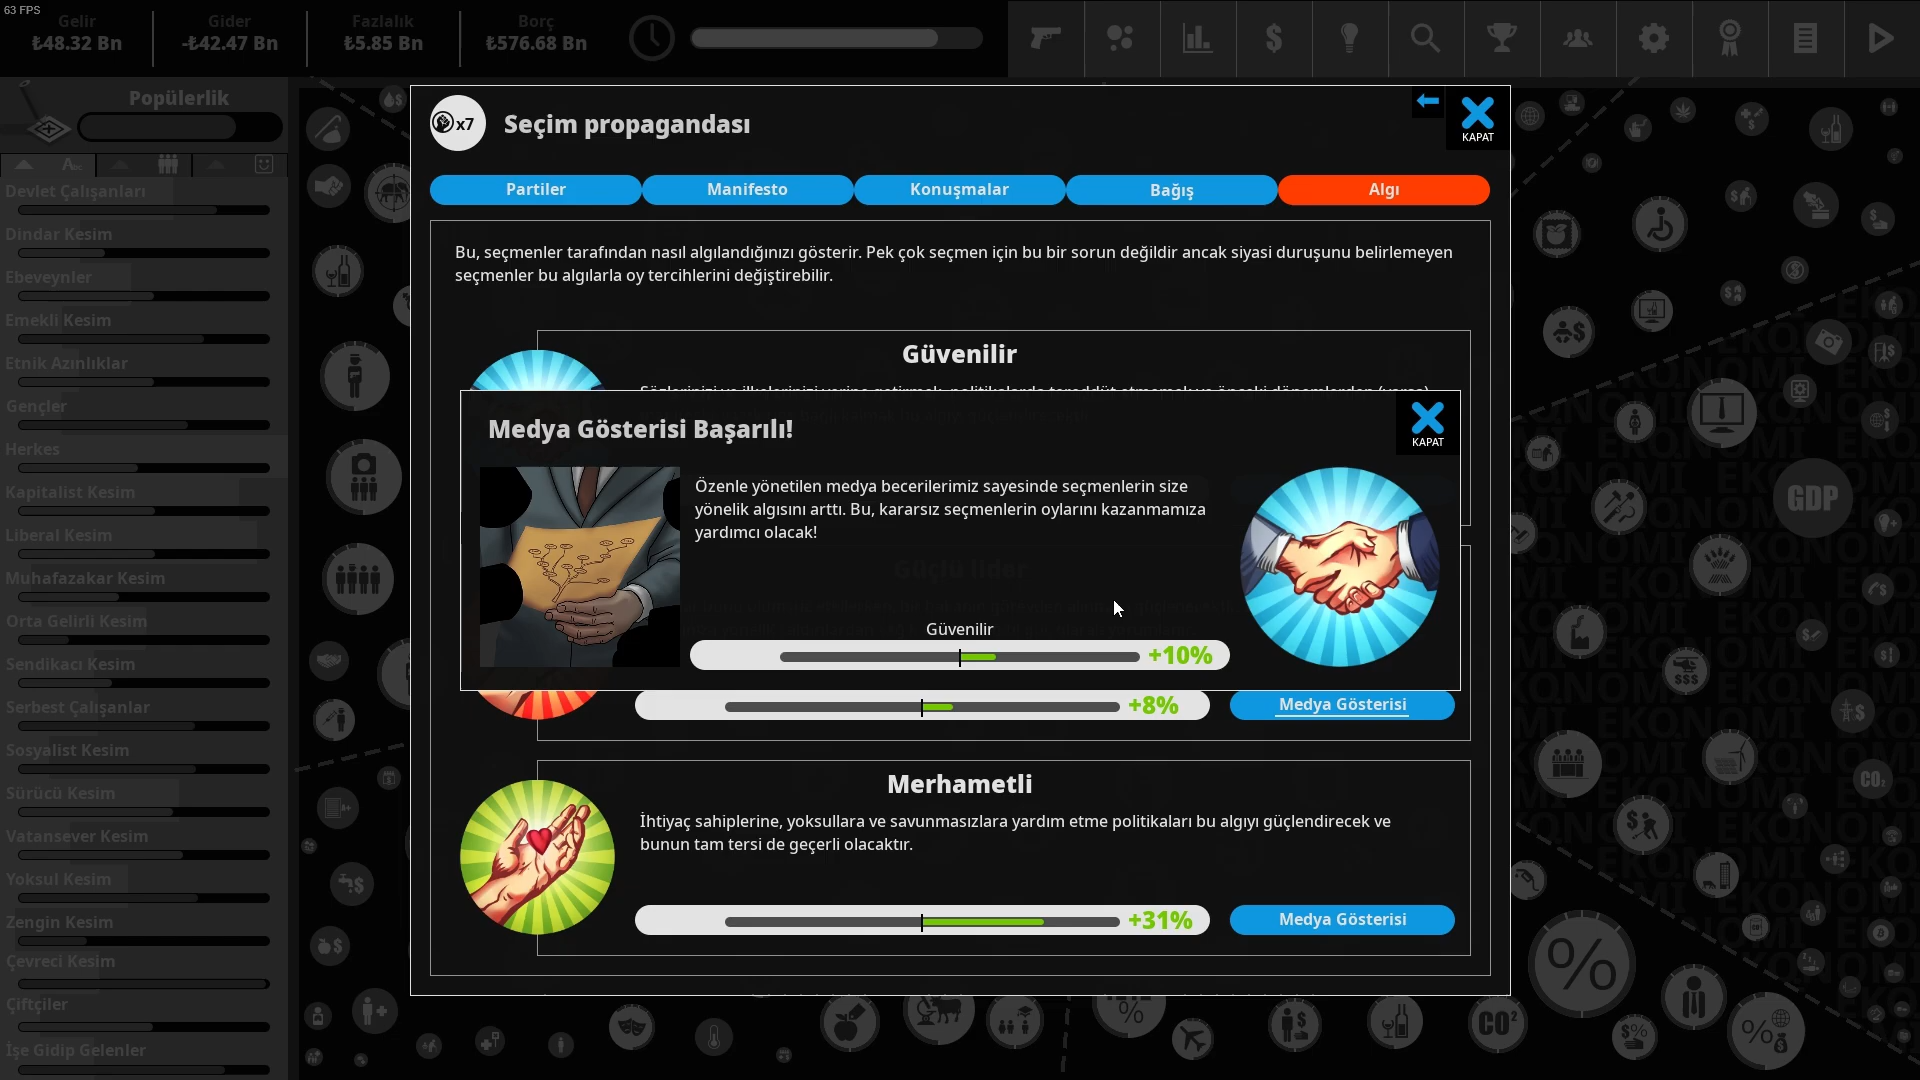 63 FPS
Gelir
₺48.32 Bn
Gider
-₺42.47 Bn
Fazlalık
₺5.85 Bn
Borç
₺576.68 Bn
Popülerlik
Devlet Çalışanları
Dindar Kesim
Ebeveynler
Emekli Kesim
Etnik Azınlıklar
Gençler
Herkes
Kapitalist Kesim
Liberal Kesim
Muhafazakar Kesim
Orta Gelirli Kesim
Sendikacı Kesim
Serbest Çalışanlar
Sosyalist Kesim
Sürücü Kesim
Vatansever Kesim
Yoksul Kesim
Zengin Kesim
Çevreci Kesim
Çiftçiler
İşe Gidip Gelenler
x7
Seçim propagandası
KAPAT
Partiler
Manifesto
Konuşmalar
Bağış
Algı
Bu, seçmenler tarafından nasıl algılandığınızı gösterir. Pek çok seçmen için bu bir sorun değildir ancak siyasi duruşunu belirlemeyen
seçmenler bu algılarla oy tercihlerini değiştirebilir.
Güvenilir
Medya Gösterisi Başarılı!
KAPAT
Özenle yönetilen medya becerilerimiz sayesinde seçmenlerin size
yönelik algısını arttı. Bu, kararsız seçmenlerin oylarını kazanmamıza
yardımcı olacak!
Güçlü lider
Güvenilir
+10%
+8%
Medya Gösterisi
Merhametli
İhtiyaç sahiplerine, yoksullara ve savunmasızlara yardım etme politikaları bu algıyı güçlendirecek ve
bunun tam tersi de geçerli olacaktır.
+31%
Medya Gösterisi
GDP
EKONOMİ
CO₂
CO²